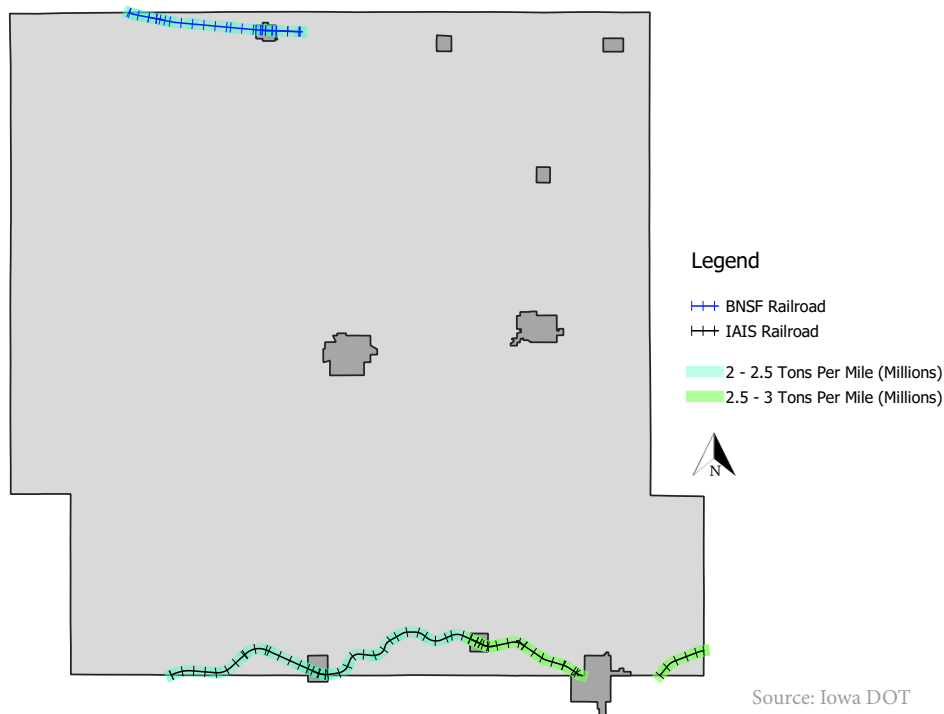 Legend
BNSF Railroad
IAIS Railroad
2 - 2.5 Tons Per Mile (Millions)
2.5 - 3 Tons Per Mile (Millions)
N
Source: Iowa DOT